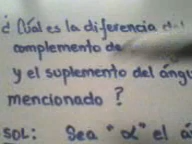 ¿ Cuál es la diferencia
complemento de
y el suplemento del ángu
mencionado ?
SOL: Sea "α" el á